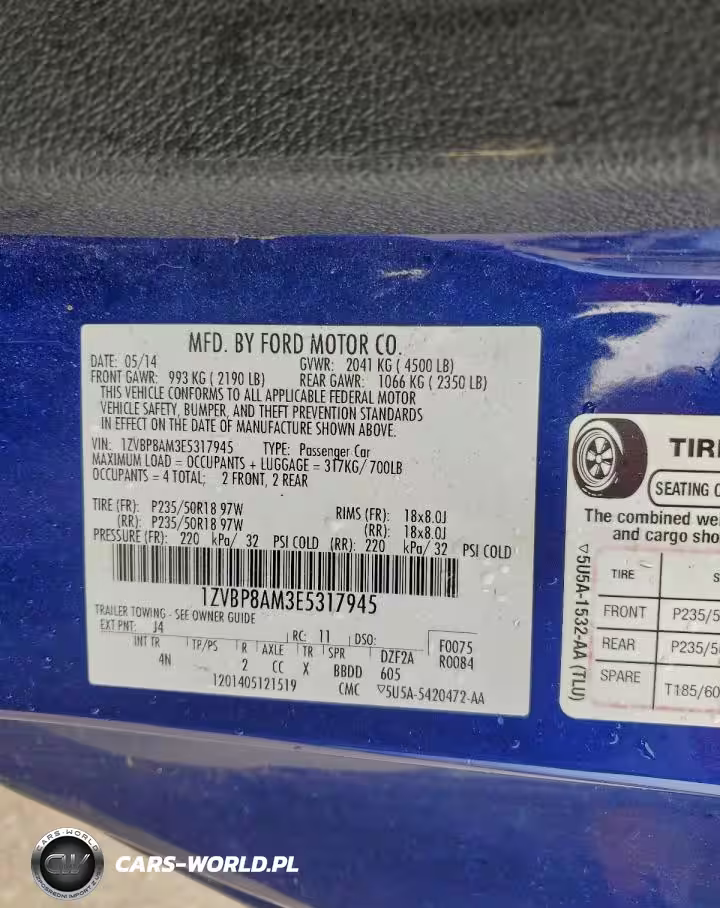 MFD. BY FORD MOTOR CO.
DATE: 05/14 GVWR: 2041 KG ( 4500 LB)
FRONT GAWR: 993 KG ( 2190 LB) REAR GAWR: 1066 KG ( 2350 LB)
THIS VEHICLE CONFORMS TO ALL APPLICABLE FEDERAL MOTOR
VEHICLE SAFETY, BUMPER, AND THEFT PREVENTION STANDARDS
IN EFFECT ON THE DATE OF MANUFACTURE SHOWN ABOVE.
VIN: 1ZVBP8AM3E5317945 TYPE: Passenger Car
MAXIMUM LOAD = OCCUPANTS + LUGGAGE = 317KG/ 700LB
OCCUPANTS = 4 TOTAL; 2 FRONT, 2 REAR
TIRE (FR): P235/50R18 97W RIMS (FR): 18x8.0J
(RR): P235/50R18 97W (RR): 18x8.0J
PRESSURE (FR): 220 kPa/ 32 PSI COLD (RR): 220 kPa/ 32 PSI COLD
1ZVBP8AM3E5317945
TRAILER TOWING - SEE OWNER GUIDE
EXT PNT: J4 RC: 11 DSO: F0075
INT TR TP/PS R AXLE TR SPR DZF2A R0084
4N 2 CC X BBDD 605
1201405121519 CMC ▽5U5A-5420472-AA
TIRE
SEATING
The combined
and cargo
TIRE
FRONT P235/5
REAR P235/5
SPARE T185/60
▽5U5A-1532-AA (TLU)
CARS-WORLD
CW
CARS-WORLD.PL